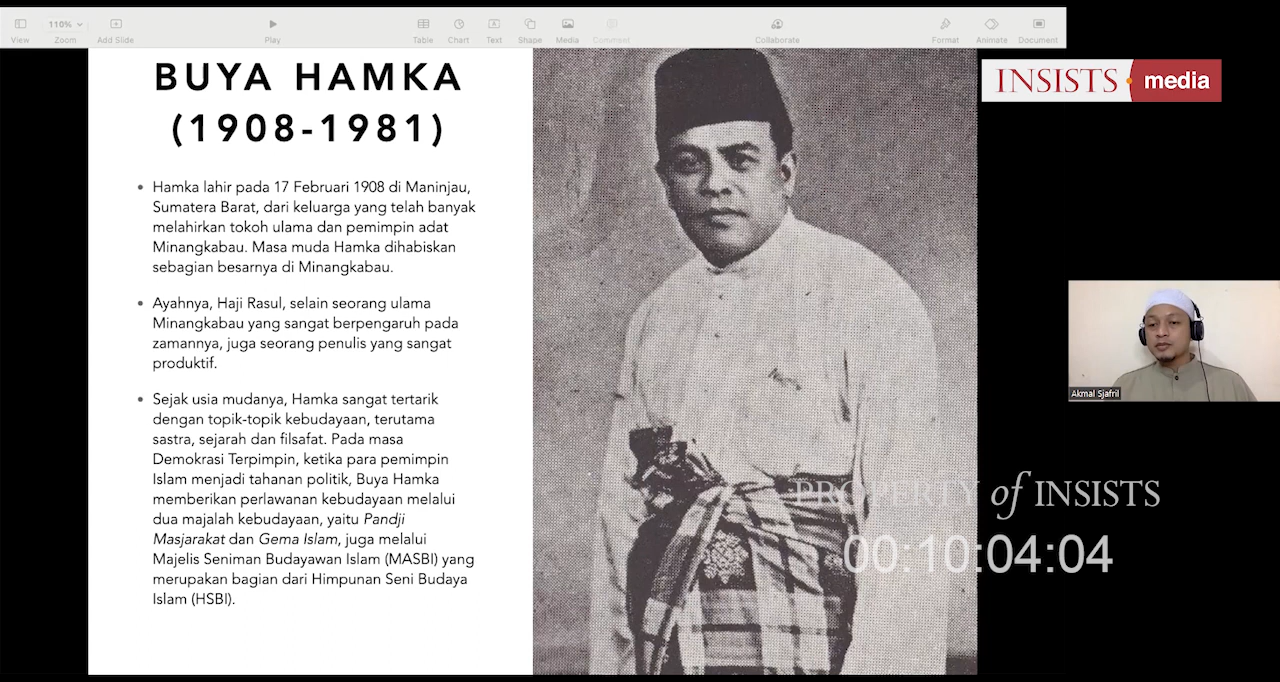 View
110%
Zoom
Add Slide
Play
Table
Chart
Text
Shape
Media
Comment
Collaborate
Format
Animate
Document
BUYA HAMKA
(1908-1981)
• Hamka lahir pada 17 Februari 1908 di Maninjau,
Sumatera Barat, dari keluarga yang telah banyak
melahirkan tokoh ulama dan pemimpin adat
Minangkabau. Masa muda Hamka dihabiskan
sebagian besarnya di Minangkabau.
• Ayahnya, Haji Rasul, selain seorang ulama
Minangkabau yang sangat berpengaruh pada
zamannya, juga seorang penulis yang sangat
produktif.
• Sejak usia mudanya, Hamka sangat tertarik
dengan topik-topik kebudayaan, terutama
sastra, sejarah dan filsafat. Pada masa
Demokrasi Terpimpin, ketika para pemimpin
Islam menjadi tahanan politik, Buya Hamka
memberikan perlawanan kebudayaan melalui
dua majalah kebudayaan, yaitu Pandji
Masjarakat dan Gema Islam, juga melalui
Majelis Seniman Budayawan Islam (MASBI) yang
merupakan bagian dari Himpunan Seni Budaya
Islam (HSBI).
INSISTS media
Akmal Sjafril
PROPERTY of INSISTS
00:10:04:04